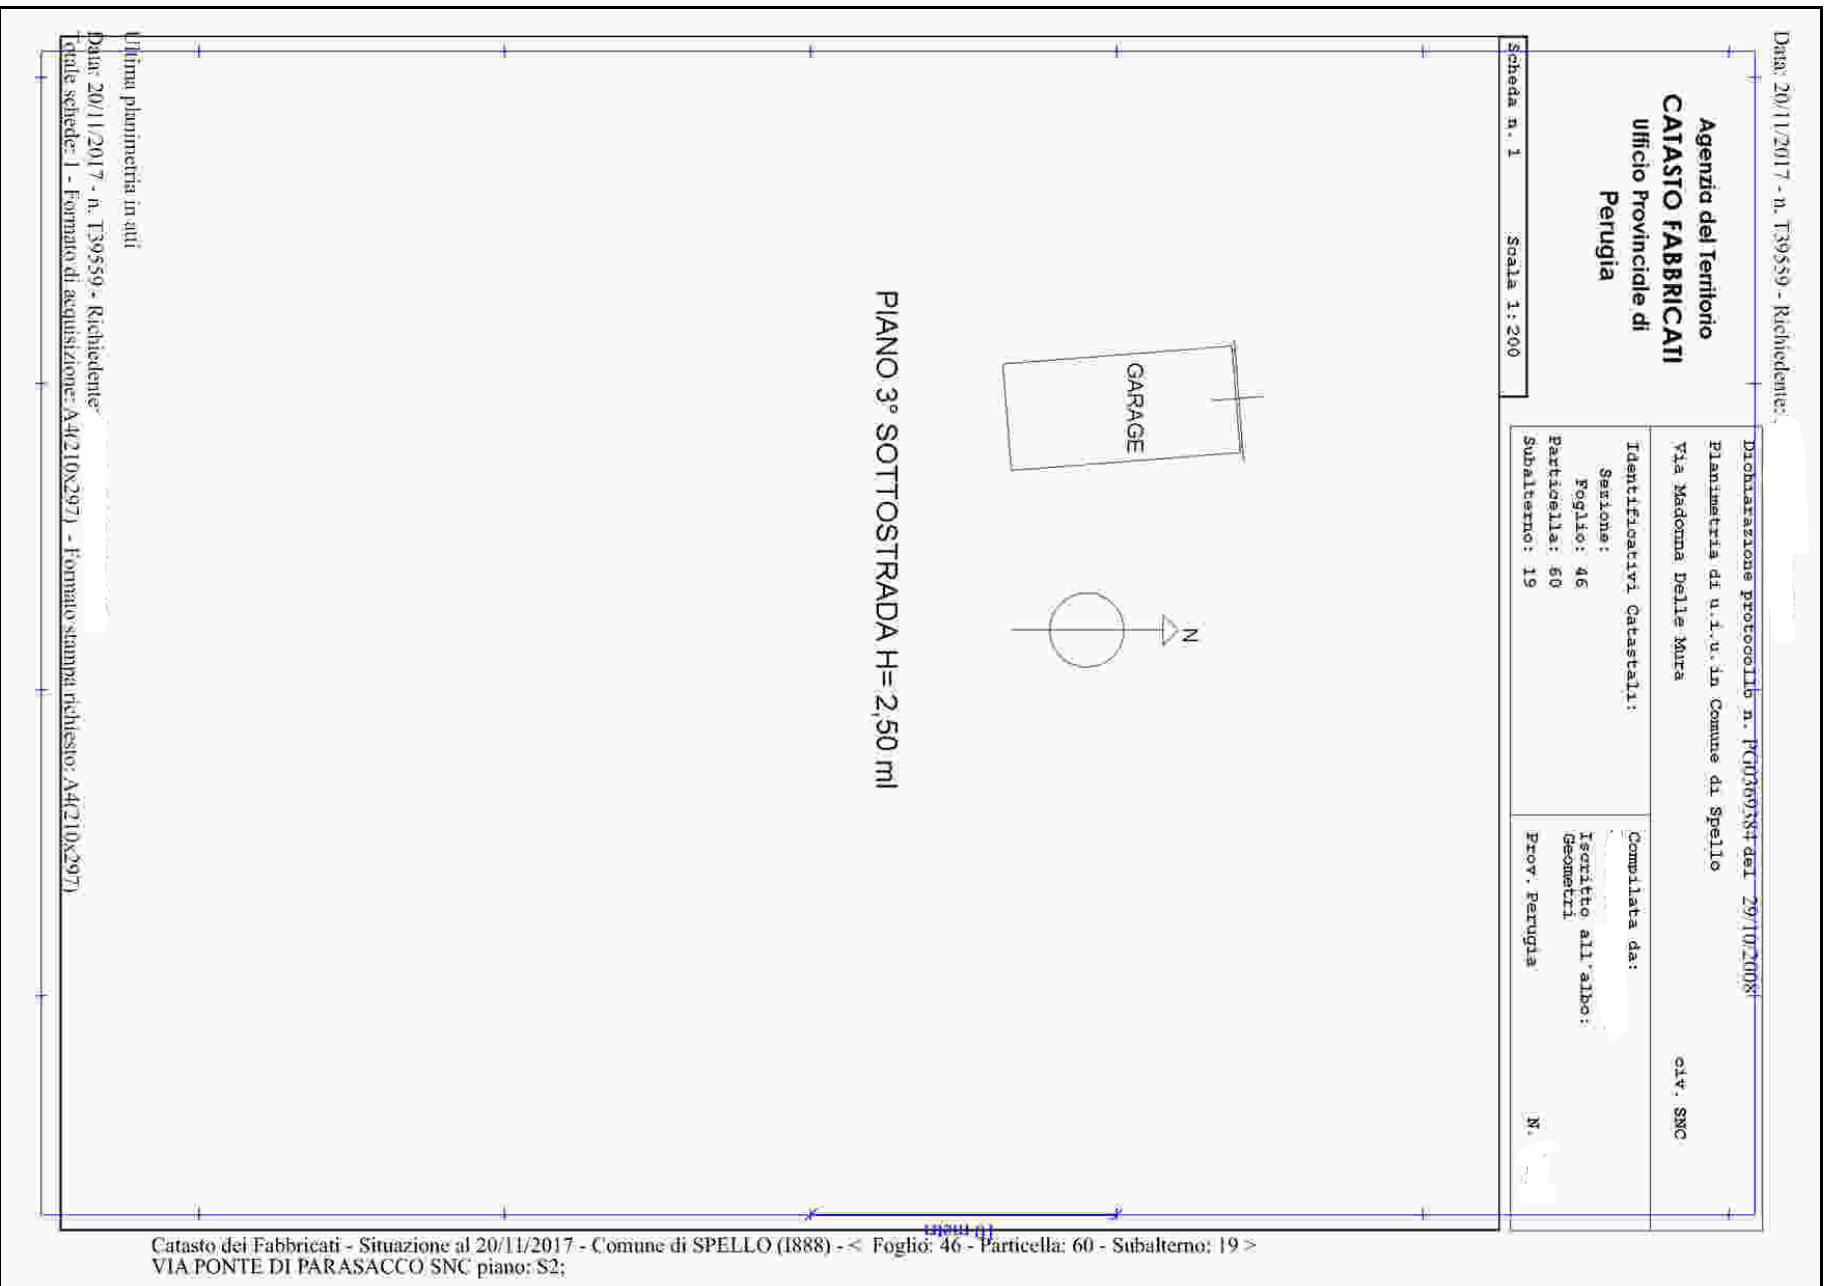 Data: 20/11/2017 - n. T39559 - Richiedente:
Agenzia del Territorio
CATASTO FABBRICATI
Ufficio Provinciale di
Perugia
Dichiarazione protocollo n. PG0369384 del 29/10/2008
Planimetria di u.i.u. in Comune di Spello
Via Madonna Delle Mura civ. SNC
Identificativi Catastali:
Sezione:
Foglio: 46
Particella: 60
Subalterno: 19
Compilata da:
Iscritto all'albo:
Geometri
Prov. Perugia N.
Scheda n. 1 Scala 1:200
GARAGE
N
PIANO 3° SOTTOSTRADA H= 2,50 ml
10 metri
Ultima planimetria in atti
Data: 20/11/2017 - n. T39559 - Richiedente:
Totale schede: 1 - Formato di acquisizione: A4(210x297) - Formato stampa richiesto: A4(210x297)
Catasto dei Fabbricati - Situazione al 20/11/2017 - Comune di SPELLO (I888) - < Foglio: 46 - Particella: 60 - Subalterno: 19 >
VIA PONTE DI PARASACCO SNC piano: S2;